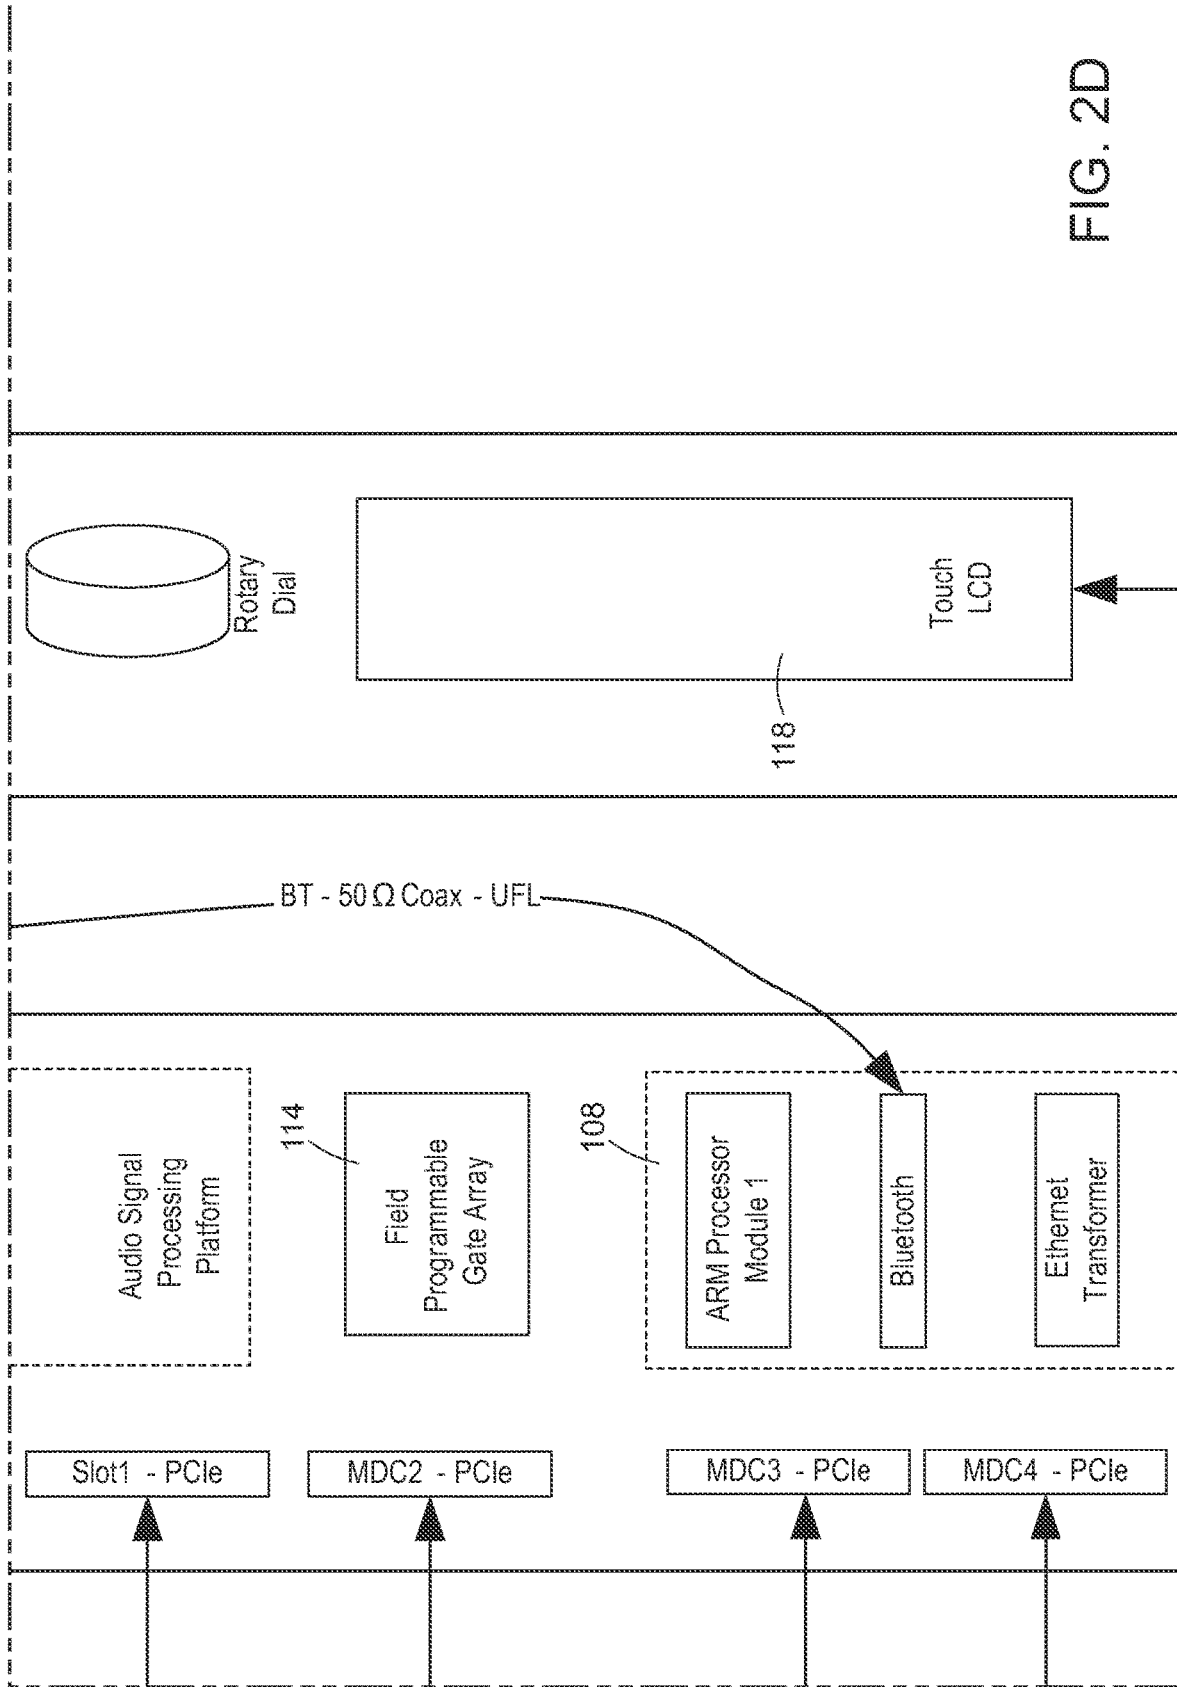 Slot1 - PCIe
MDC2 - PCIe
MDC3 - PCIe
MDC4 - PCIe
Audio Signal
Processing
Platform
114
Field
Programmable
Gate Array
108
ARM Processor
Module 1
Bluetooth
Ethernet
Transformer
BT - 50 Ω Coax - UFL
118
Rotary
Dial
Touch
LCD
FIG. 2D